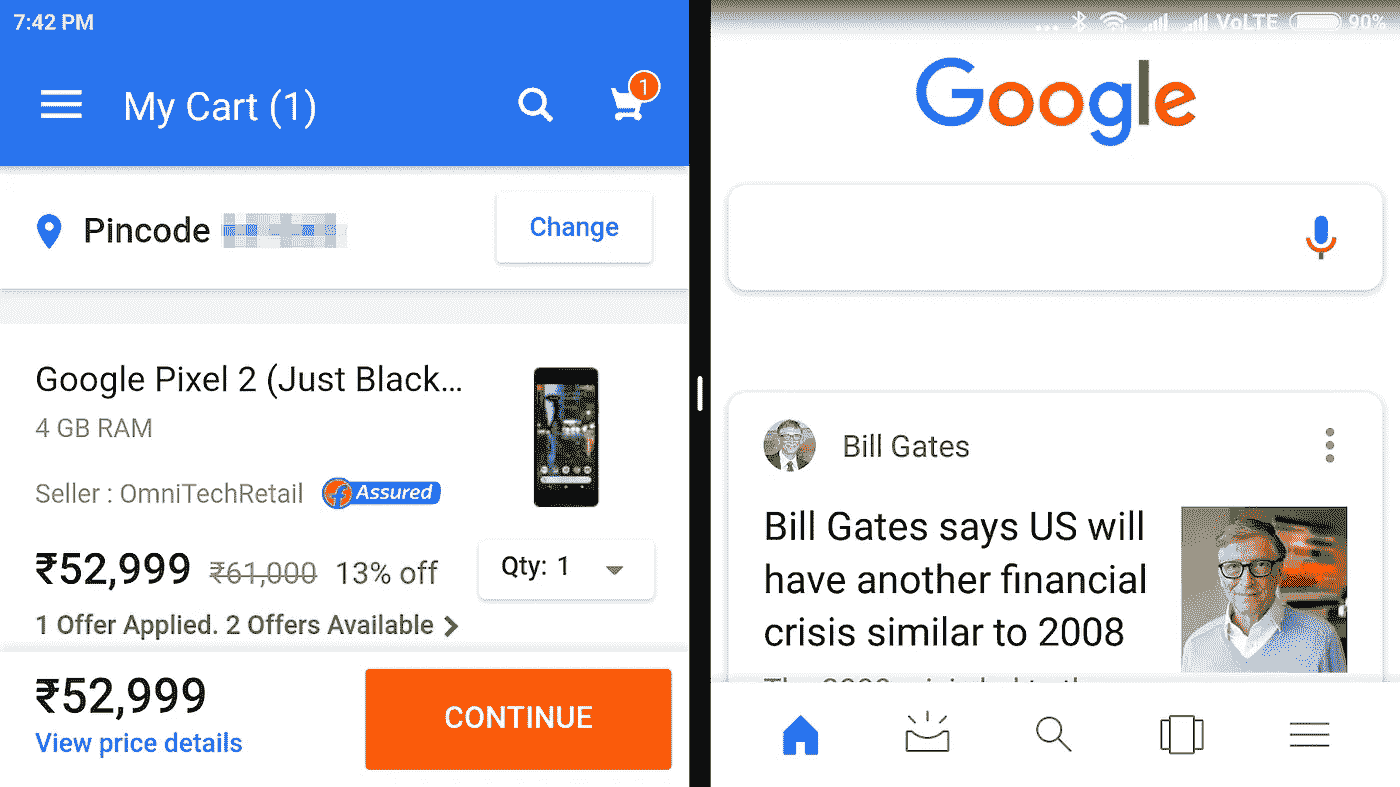 7:42 PM
My Cart (1)
1
Pincode
Change
Google Pixel 2 (Just Black...
4 GB RAM
Seller : OmniTechRetail
f Assured
₹52,999 ₹61,000 13% off
Qty: 1
1 Offer Applied. 2 Offers Available
₹52,999
View price details
CONTINUE
... VoLTE 90%
Google
Bill Gates
Bill Gates says US will
have another financial
crisis similar to 2008